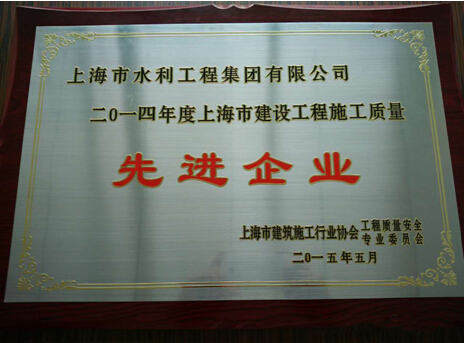 上海市水利工程集团有限公司
二0一四年度上海市建设工程施工质量
先进企业
上海市建筑施工行业协会工程质量安全
专业委员会
二0一五年五月